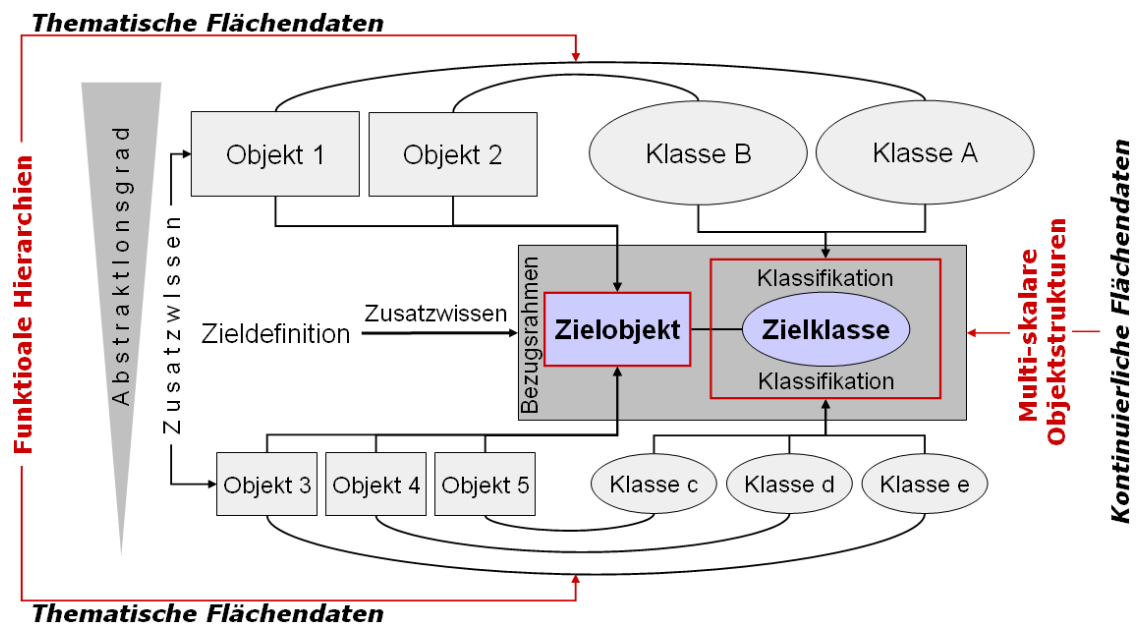 Thematische Flächendaten
Objekt 1
Objekt 2
Klasse B
Klasse A
Funktioale Hierarchien
Abstraktionsgrad
Zusatzwissen
Zieldefinition
Zusatzwissen
Bezugsrahmen
Zielobjekt
Klassifikation
Zielklasse
Klassifikation
Multi-skalare
Objektstrukturen
Kontinuierliche Flächendaten
Objekt 3
Objekt 4
Objekt 5
Klasse c
Klasse d
Klasse e
Thematische Flächendaten